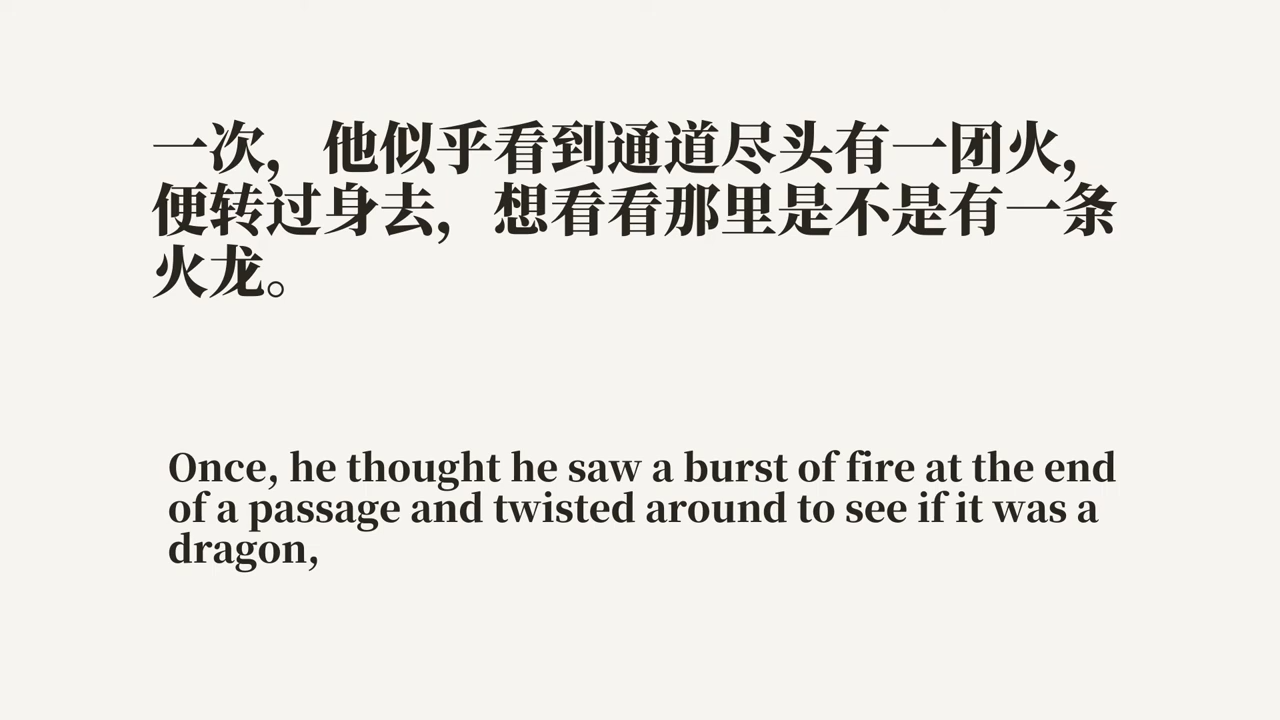 一次，他似乎看到通道尽头有一团火，
便转过身去，想看看那里是不是有一条
火龙。
Once, he thought he saw a burst of fire at the end
of a passage and twisted around to see if it was a
dragon,